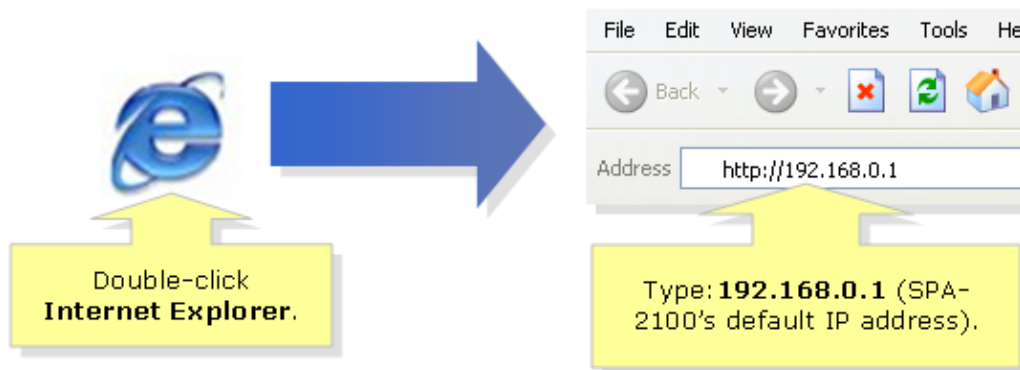 File Edit View Favorites Tools He
Back
Address http://192.168.0.1
Double-click
Internet Explorer.
Type: 192.168.0.1 (SPA-
2100's default IP address).